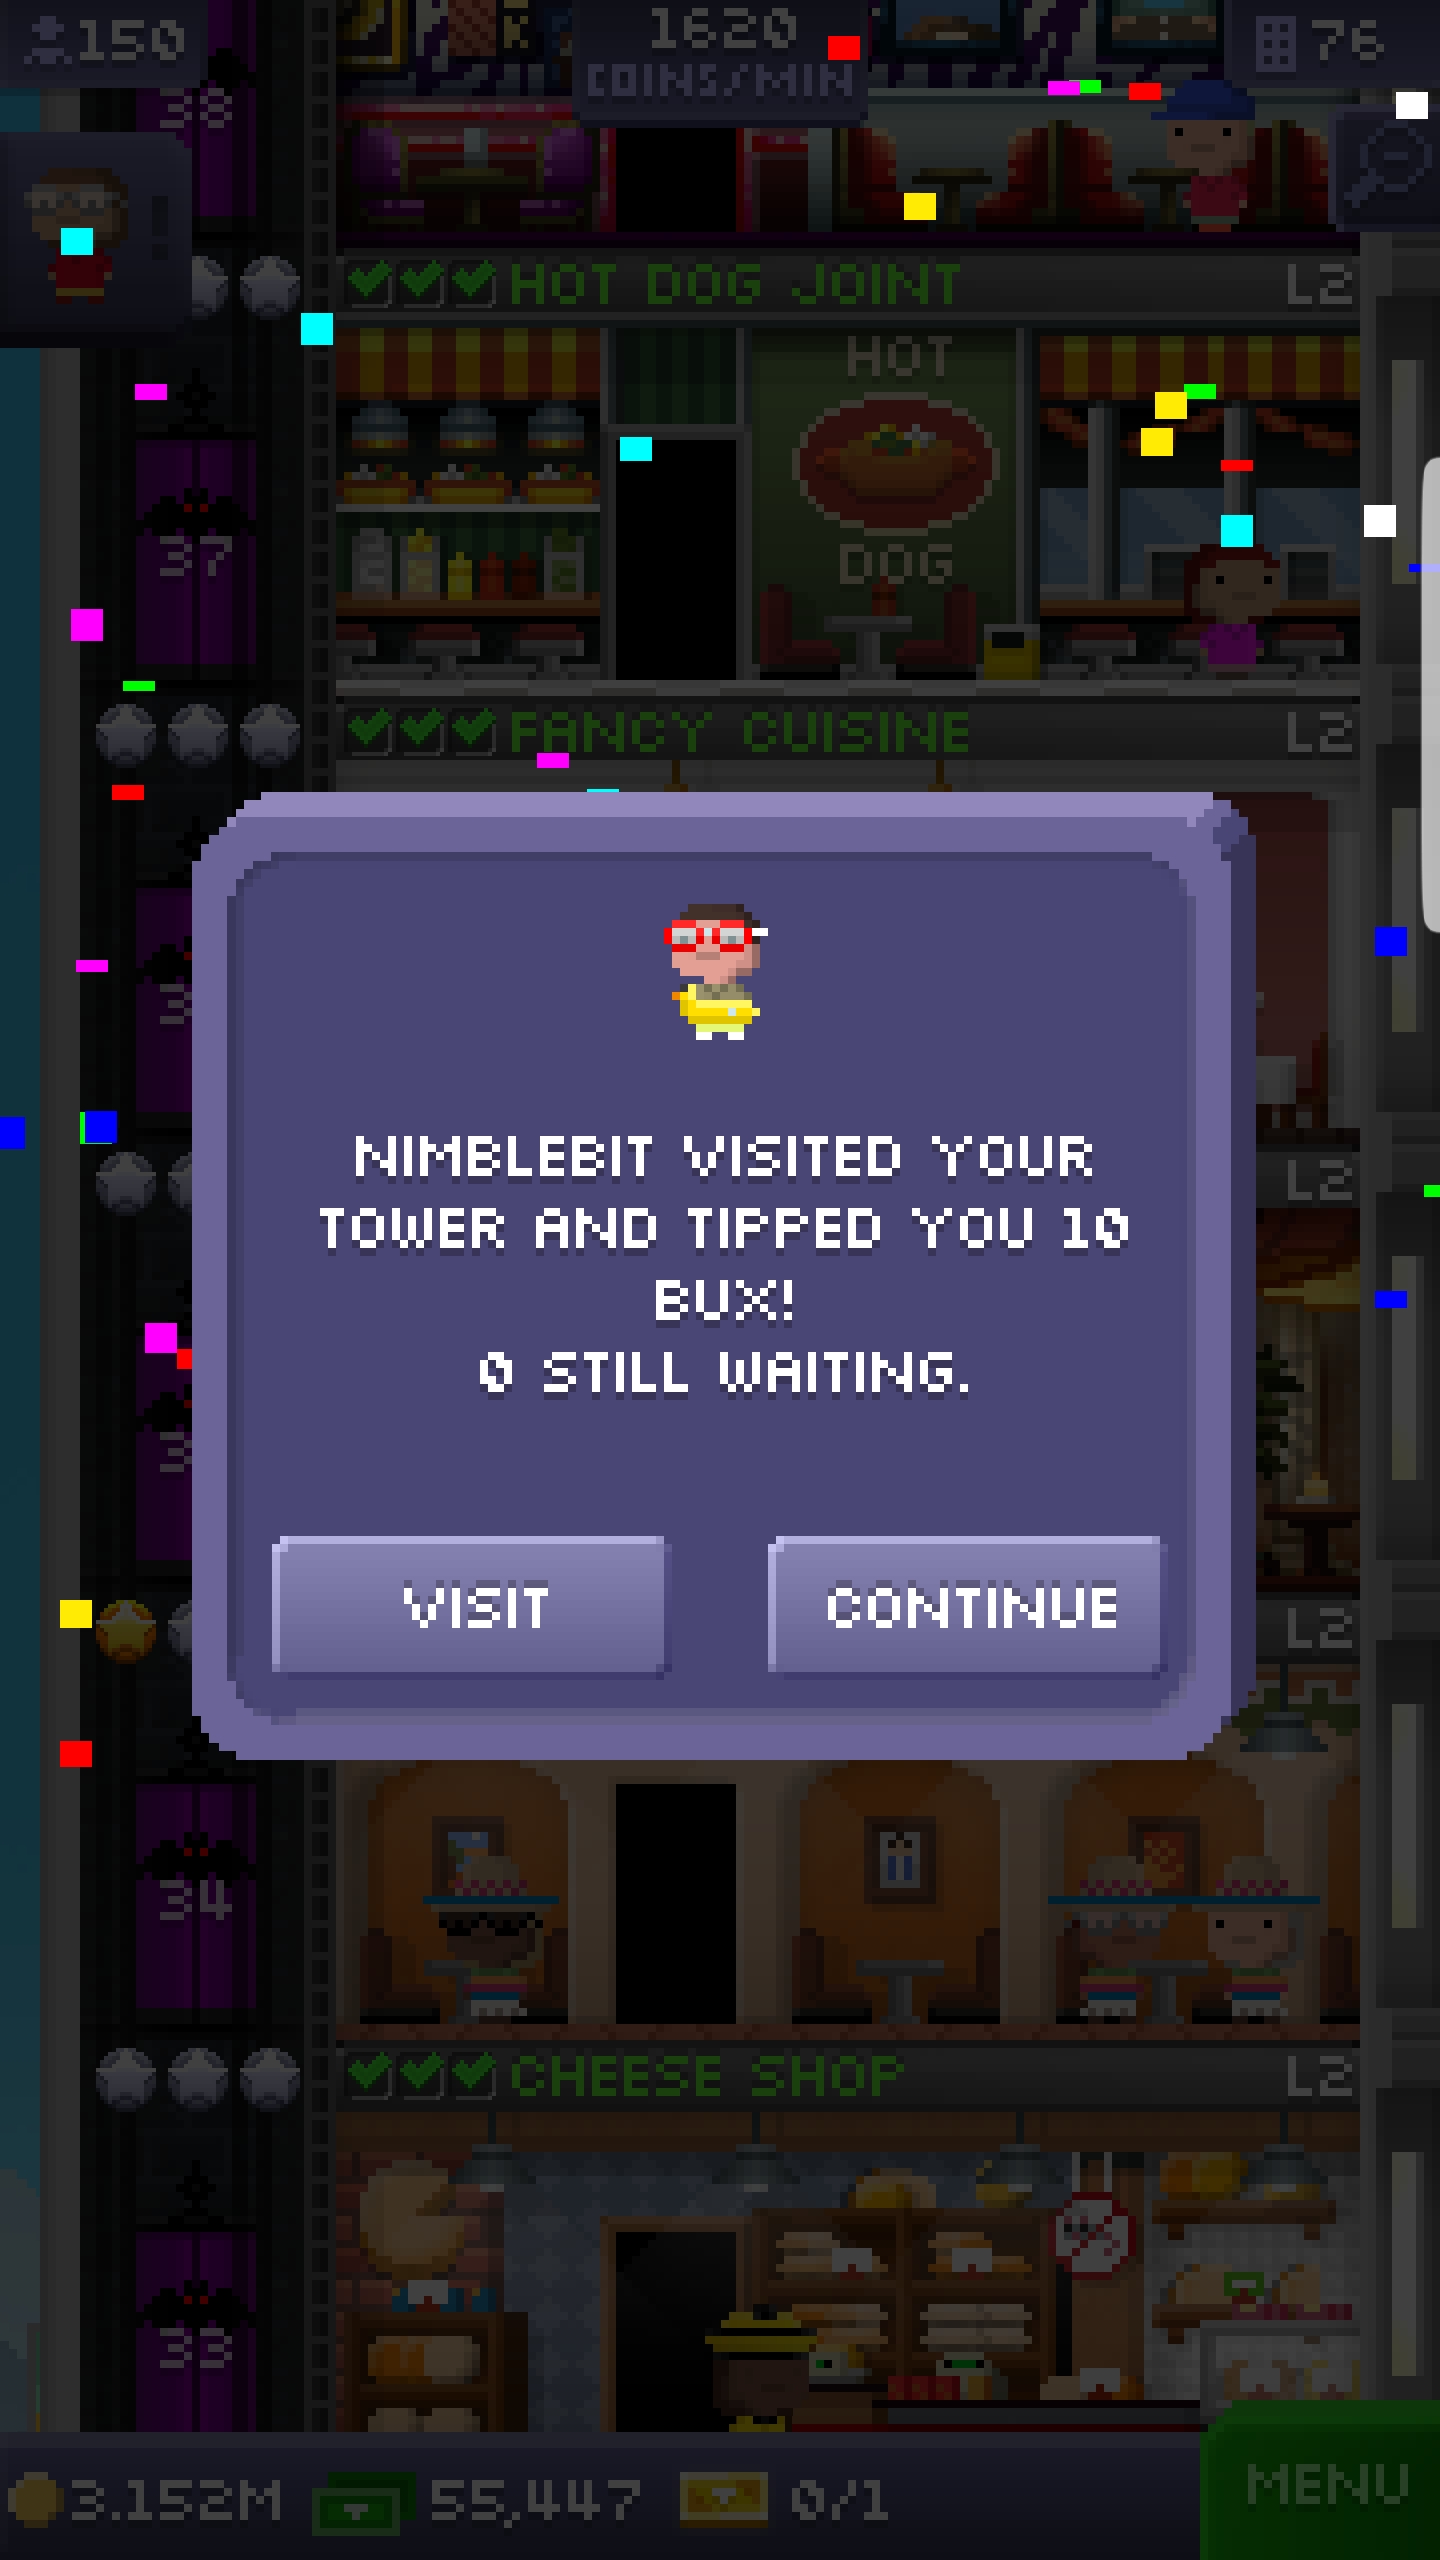 150
1620
COINS/MIN
76
38
HOT DOG JOINT
L2
HOT
DOG
37
FANCY CUISINE
L2
NIMBLEBIT VISITED YOUR
TOWER AND TIPPED YOU 10
BUX!
0 STILL WAITING.
L2
VISIT
CONTINUE
L2
34
CHEESE SHOP
L2
33
3.152M
55,447
0/1
MENU